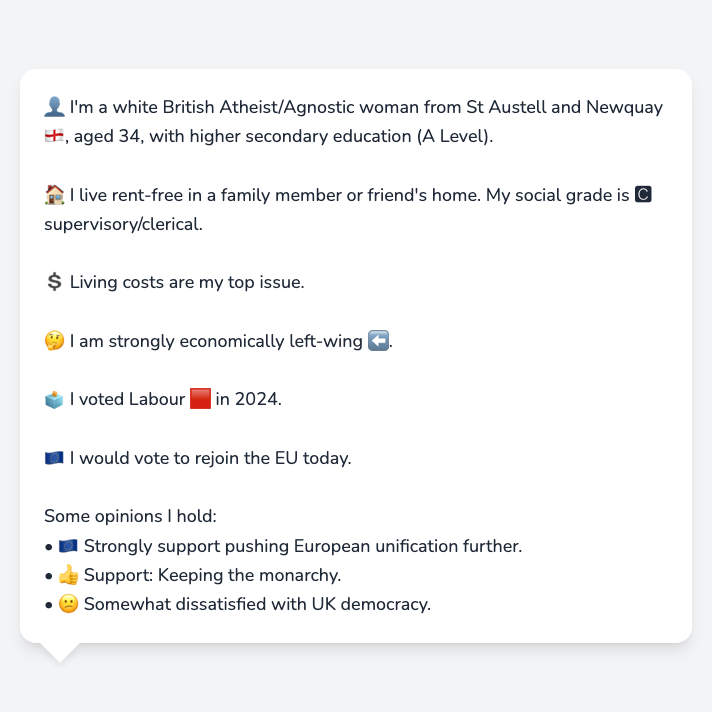 👤 I'm a white British Atheist/Agnostic woman from St Austell and Newquay
🏴󠁧󠁢󠁥󠁮󠁧󠁿, aged 34, with higher secondary education (A Level).
🏠 I live rent-free in a family member or friend's home. My social grade is 🅲
supervisory/clerical.
💲 Living costs are my top issue.
🤔 I am strongly economically left-wing ⬅️.
🗳️ I voted Labour 🟥 in 2024.
🇪🇺 I would vote to rejoin the EU today.
Some opinions I hold:
• 🇪🇺 Strongly support pushing European unification further.
• 👍 Support: Keeping the monarchy.
• 😕 Somewhat dissatisfied with UK democracy.